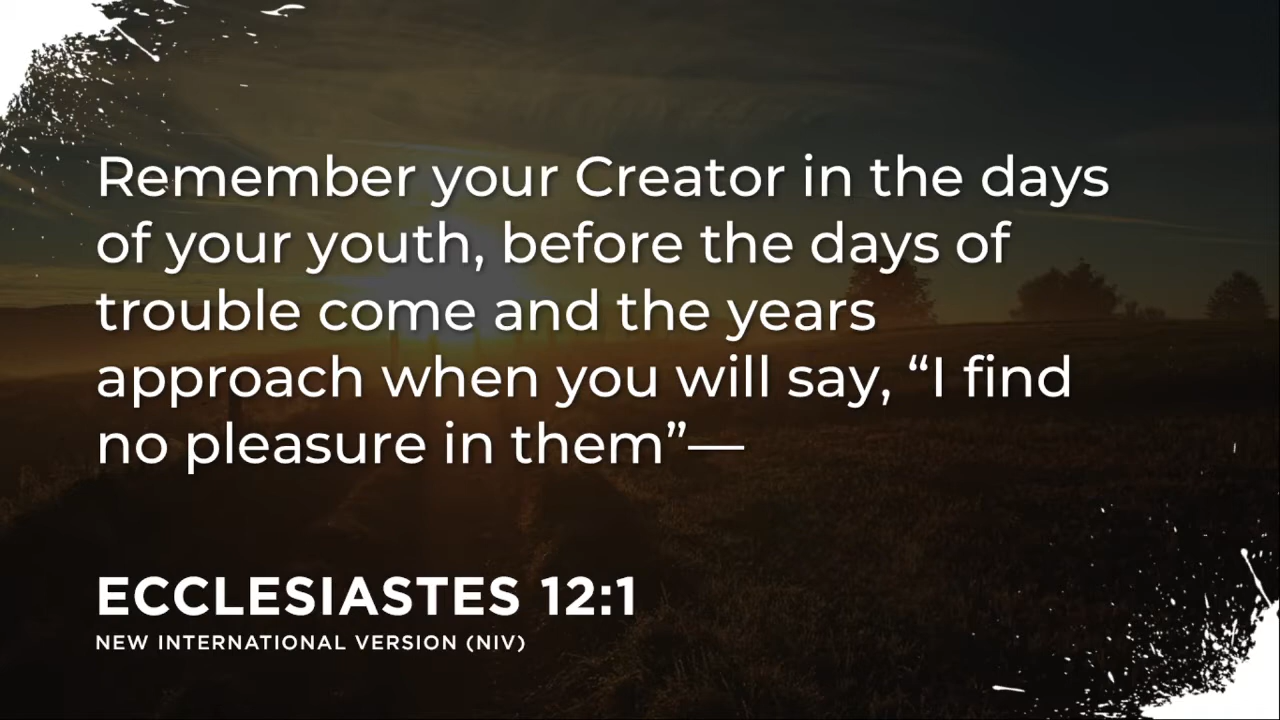 Remember your Creator in the days
of your youth, before the days of
trouble come and the years
approach when you will say, “I find
no pleasure in them”—
ECCLESIASTES 12:1
NEW INTERNATIONAL VERSION (NIV)